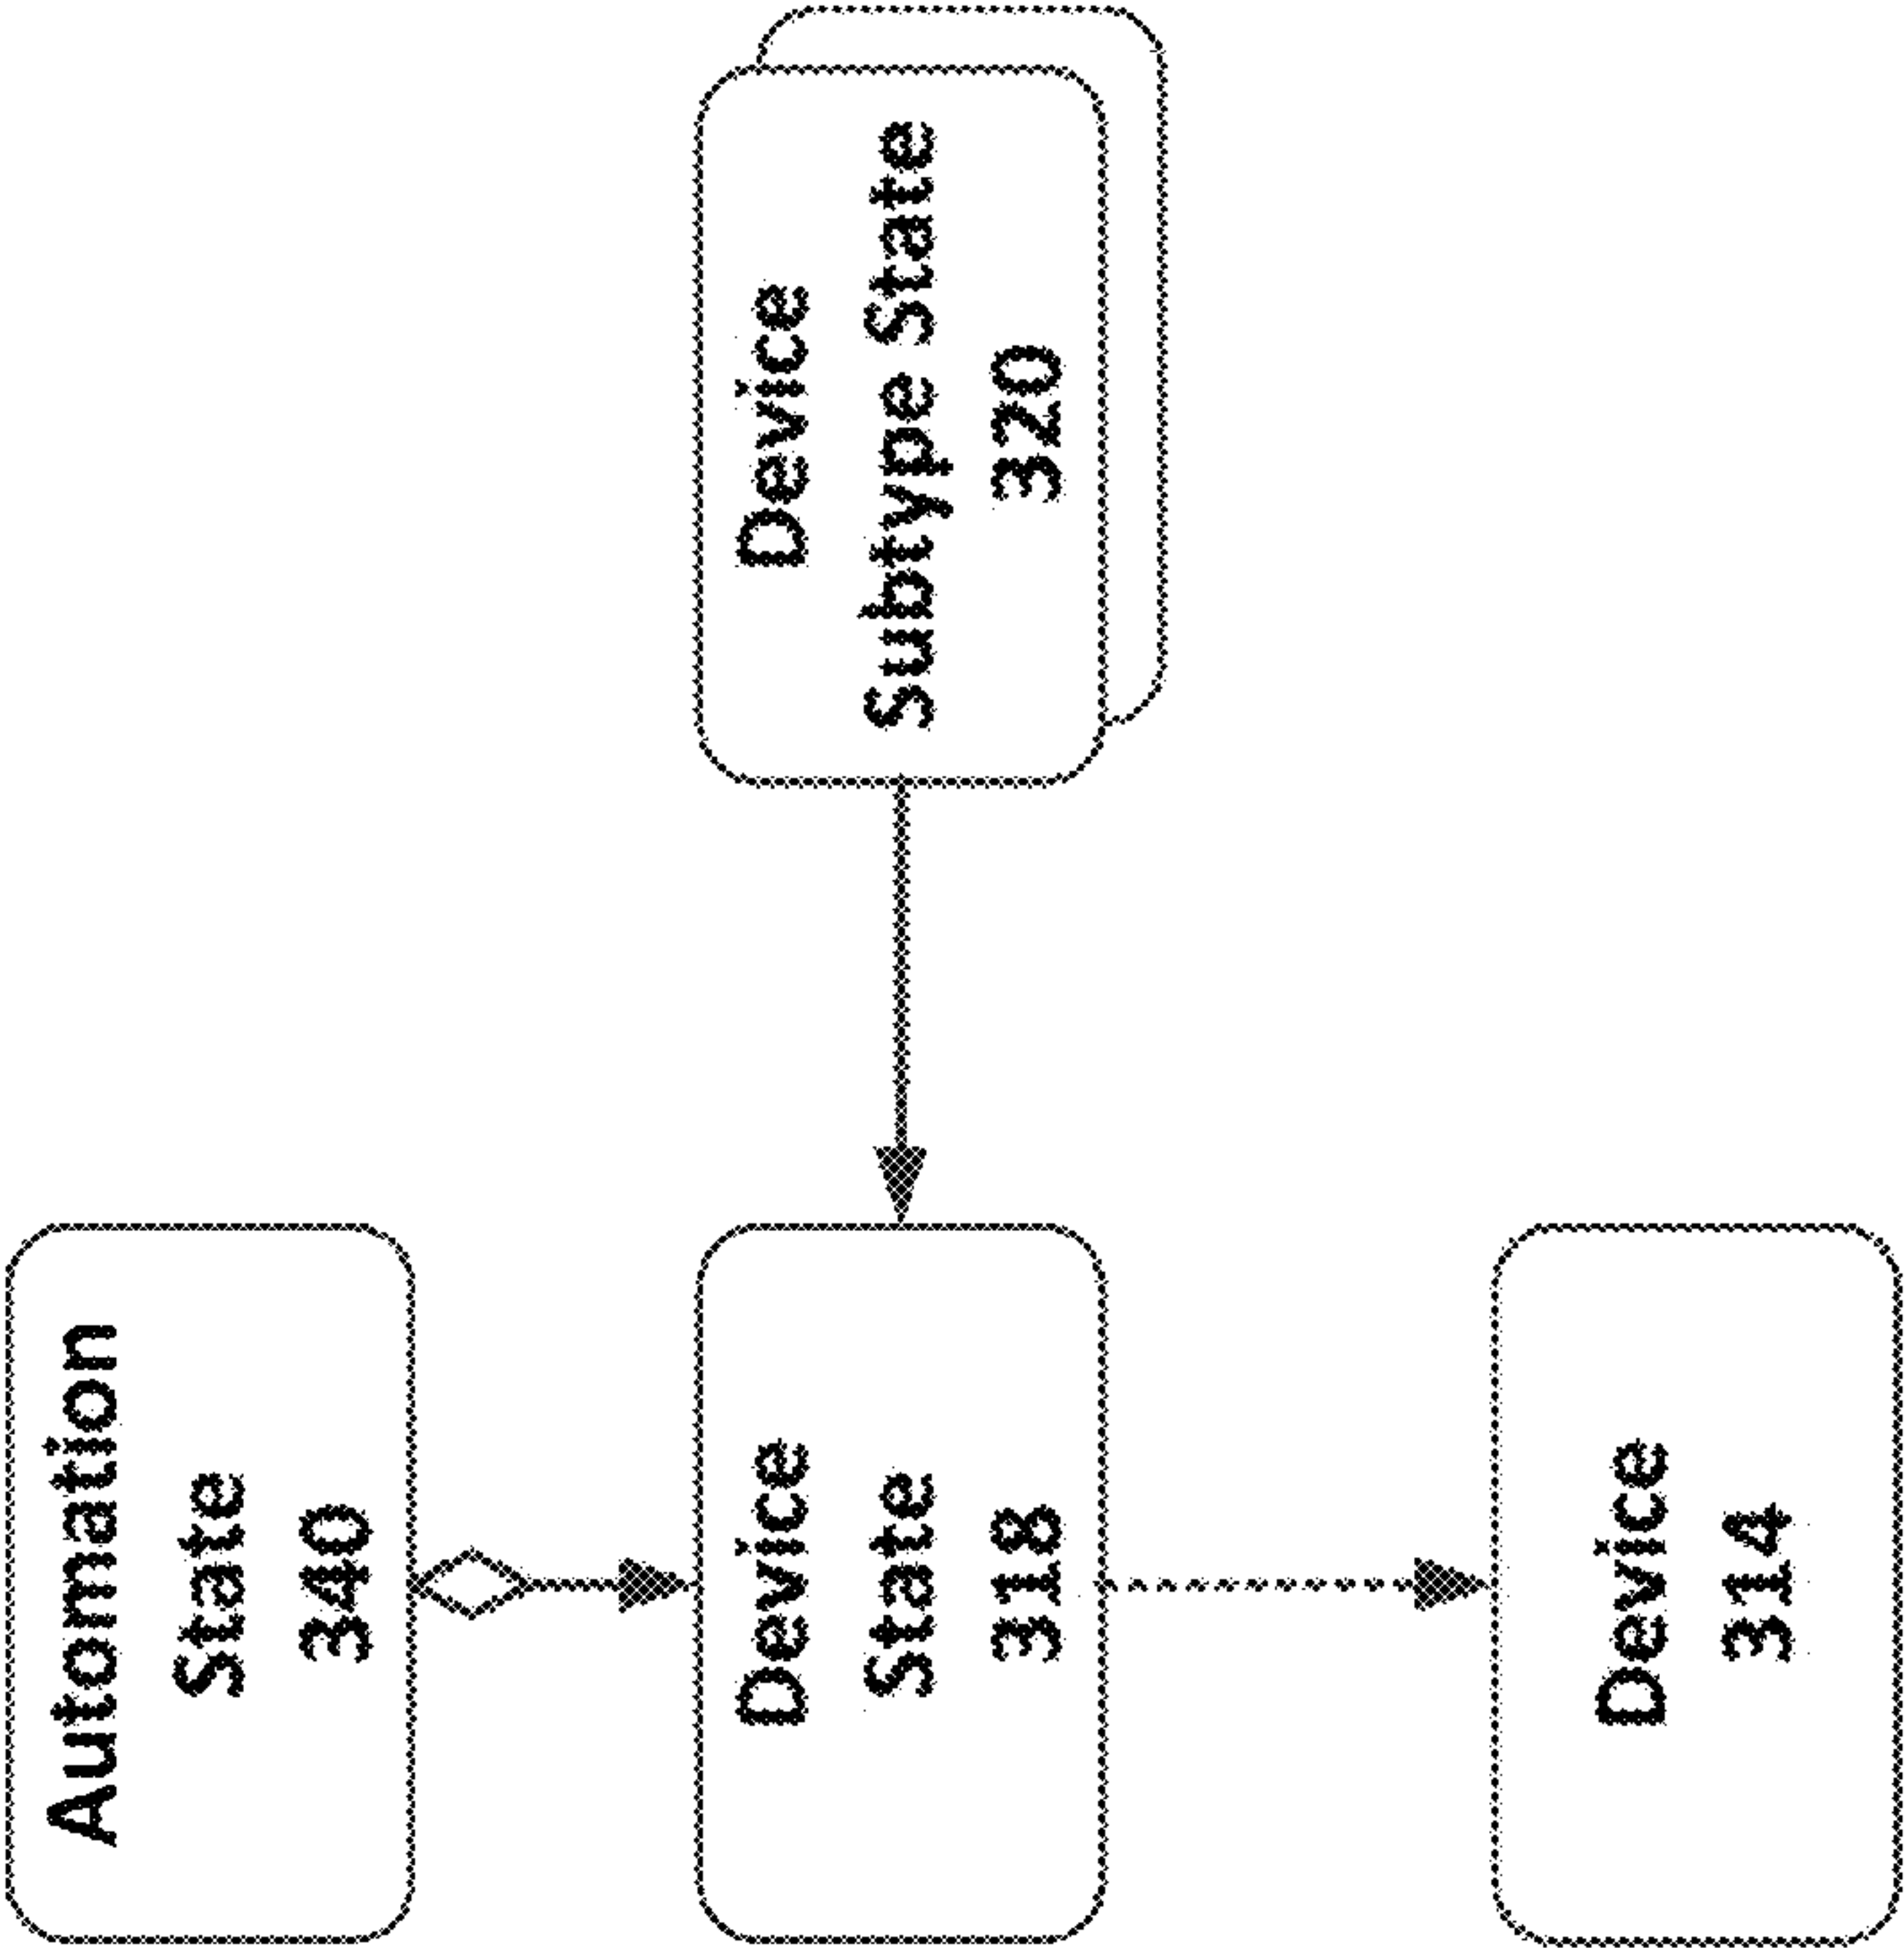 Automation
State
340
Device
State
318
Device
Subtype State
320
Device
314